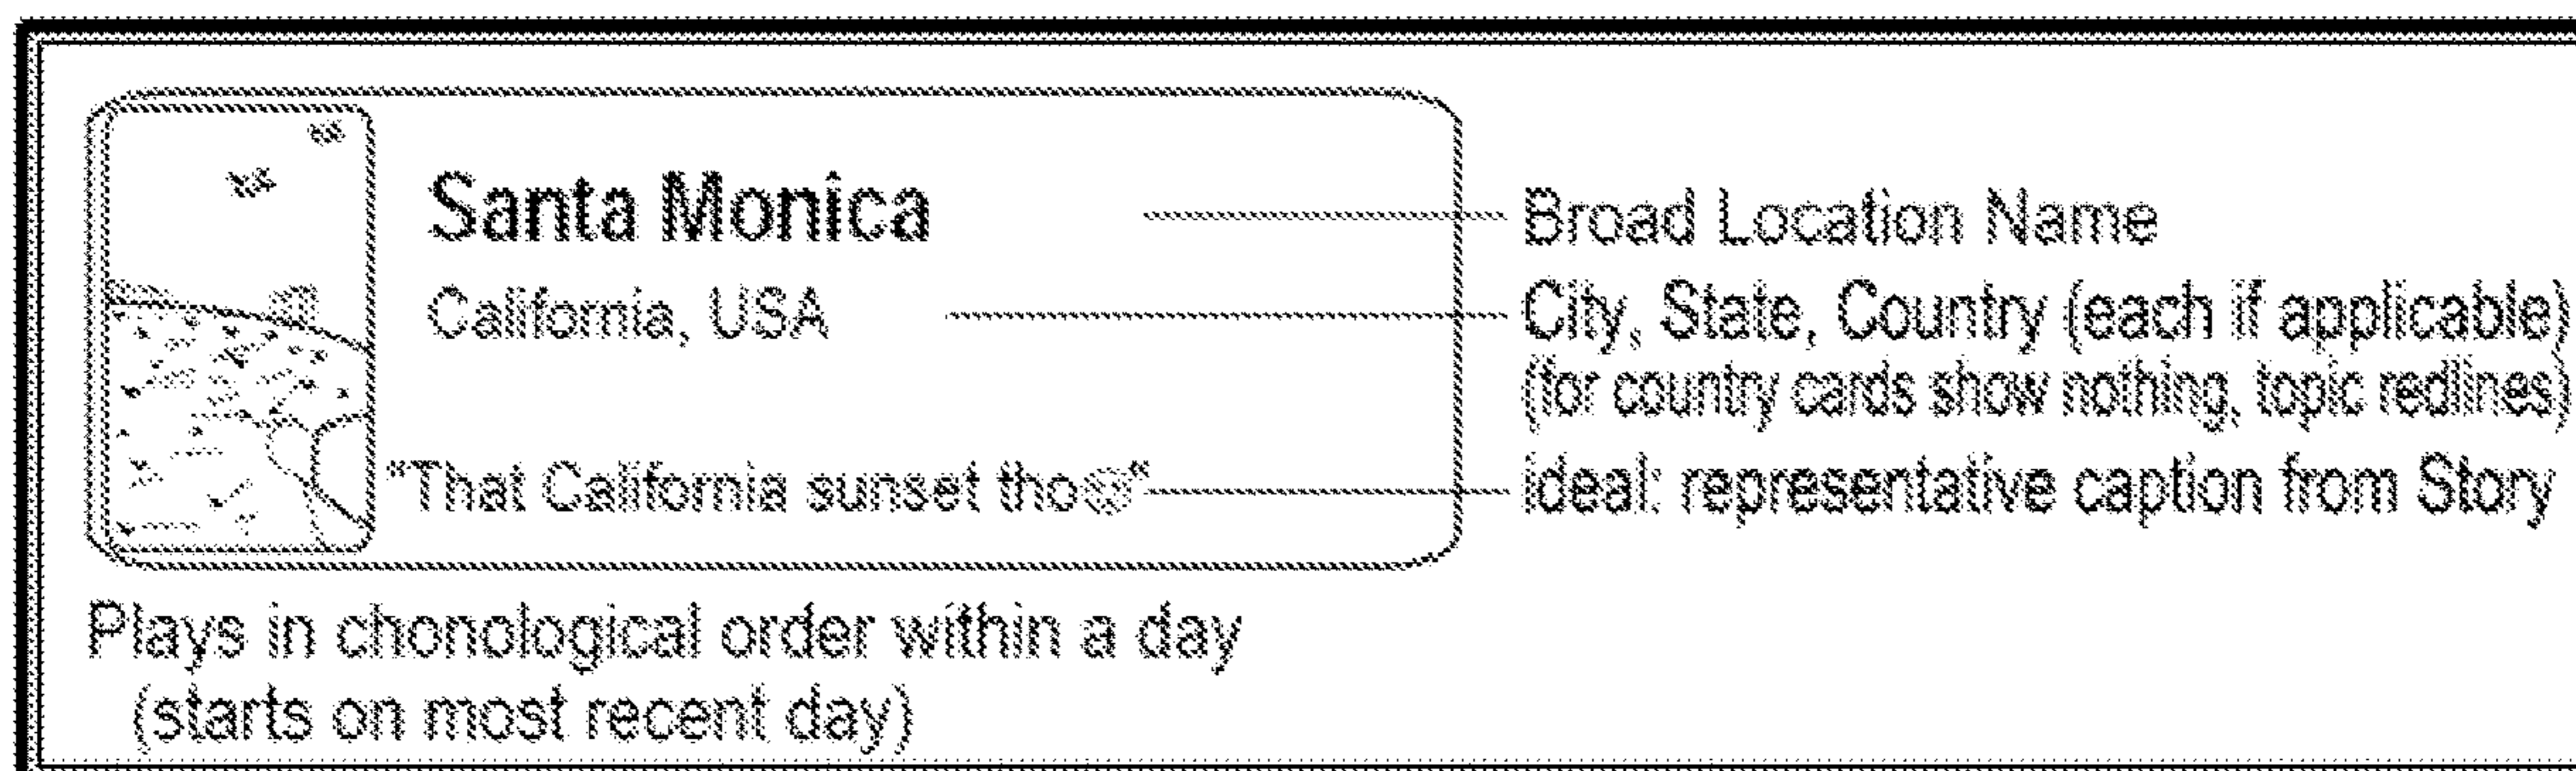 Santa Monica
Broad Location Name
California, USA
City, State, Country (each if applicable)
(for country cards show nothing, topic redlines)
"That California sunset tho☺"
ideal: representative caption from Story
Plays in chonological order within a day
(starts on most recent day)